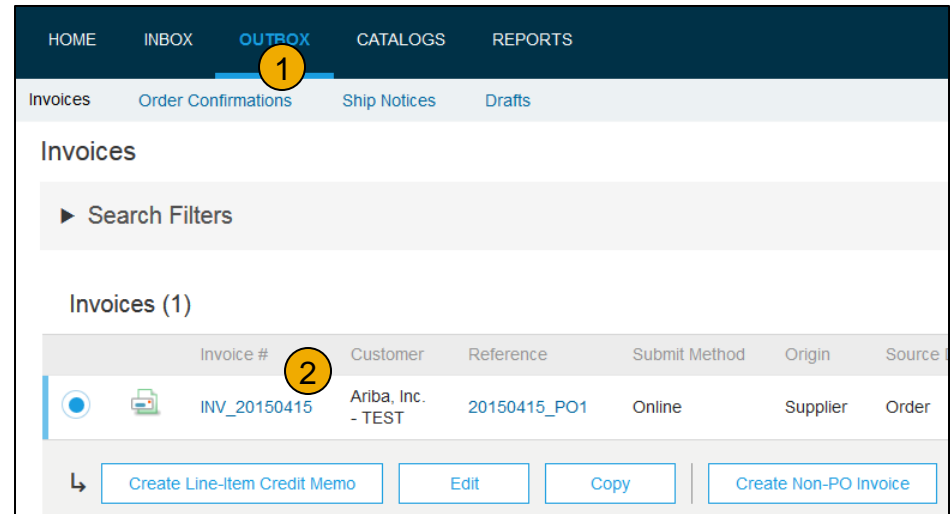 HOME INBOX OUTBOX CATALOGS REPORTS
1
Invoices Order Confirmations Ship Notices Drafts
Invoices
► Search Filters
Invoices (1)
Invoice # Customer Reference Submit Method Origin Source
2
INV_20150415 Ariba, Inc. - TEST 20150415_PO1 Online Supplier Order
Create Line-Item Credit Memo Edit Copy Create Non-PO Invoice